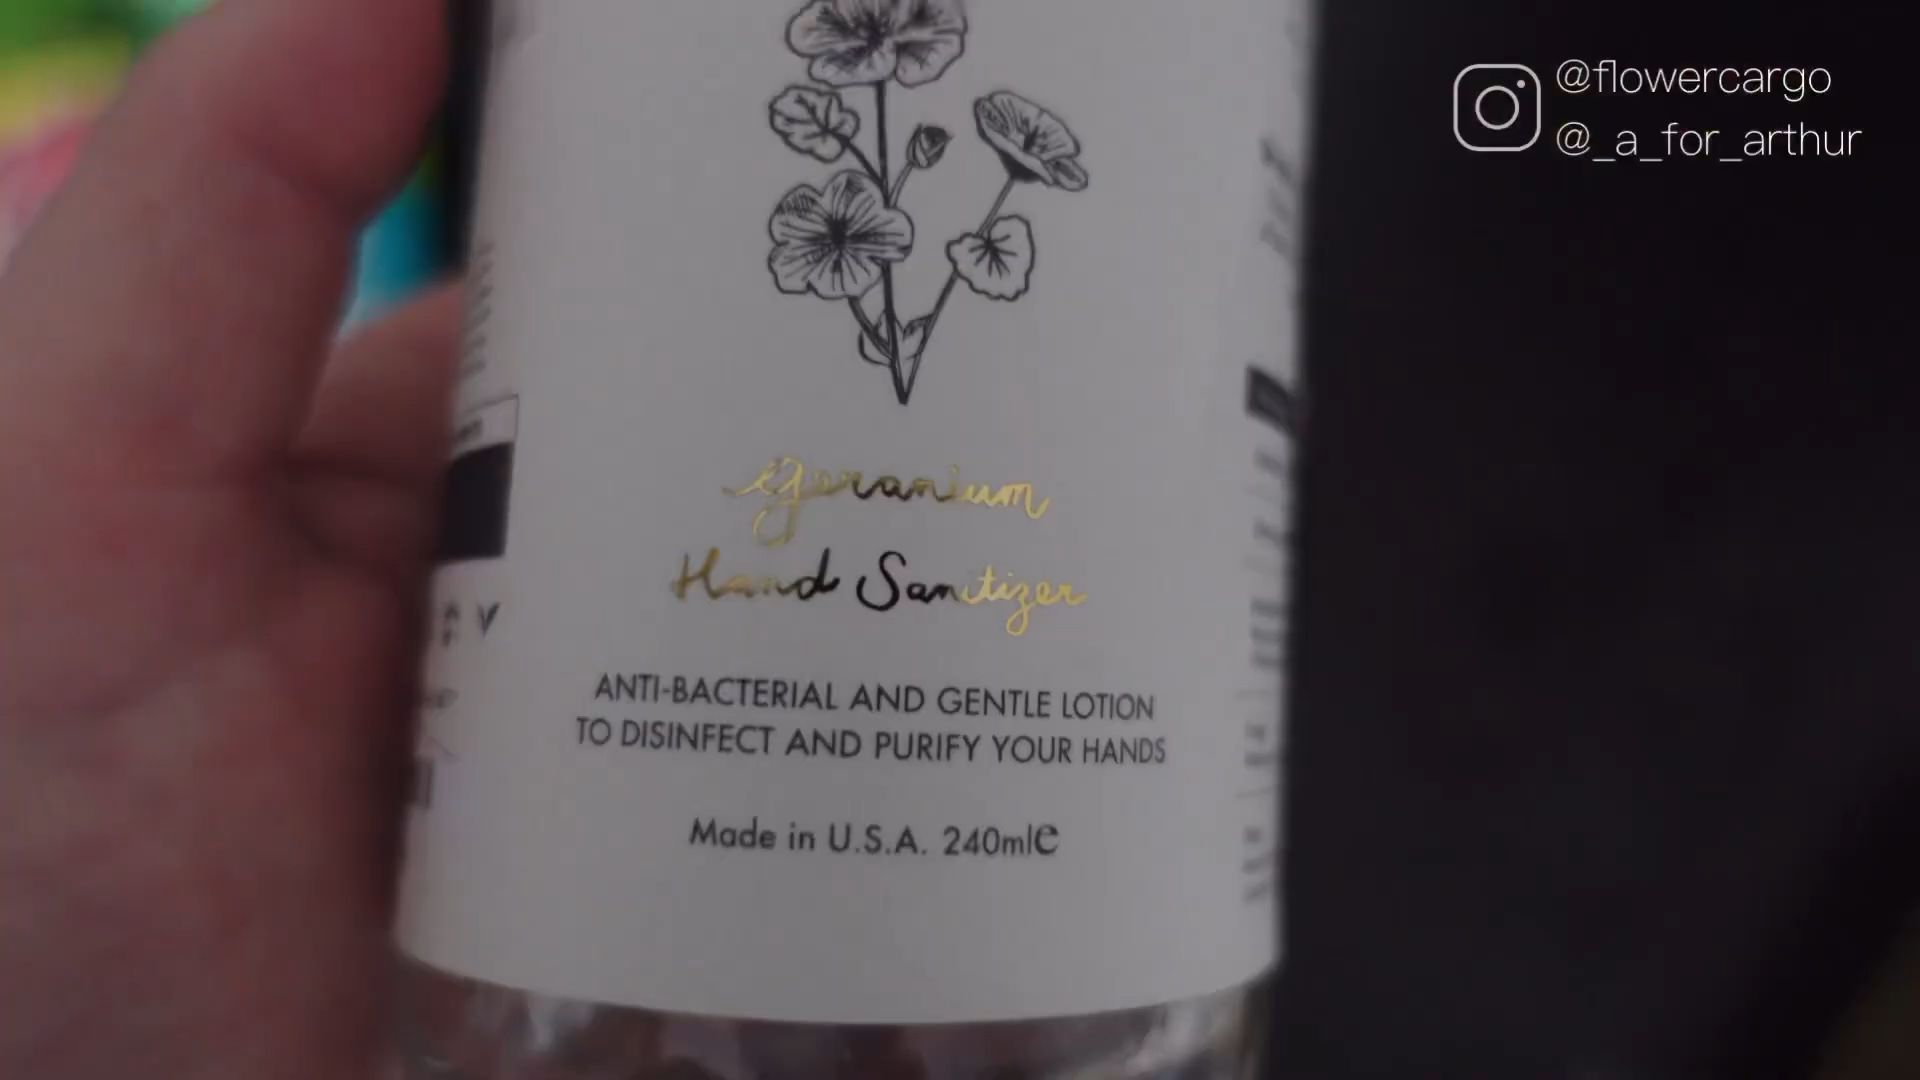 @flowercargo
@_a_for_arthur
Geranium
Hand Sanitizer
ANTI-BACTERIAL AND GENTLE LOTION
TO DISINFECT AND PURIFY YOUR HANDS
Made in U.S.A. 240ml℮